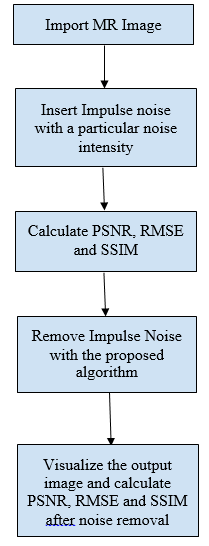 Import MR Image
Insert Impulse noise
with a particular noise
intensity
Calculate PSNR, RMSE
and SSIM
Remove Impulse Noise
with the proposed
algorithm
Visualize the output
image and calculate
PSNR, RMSE and SSIM
after noise removal